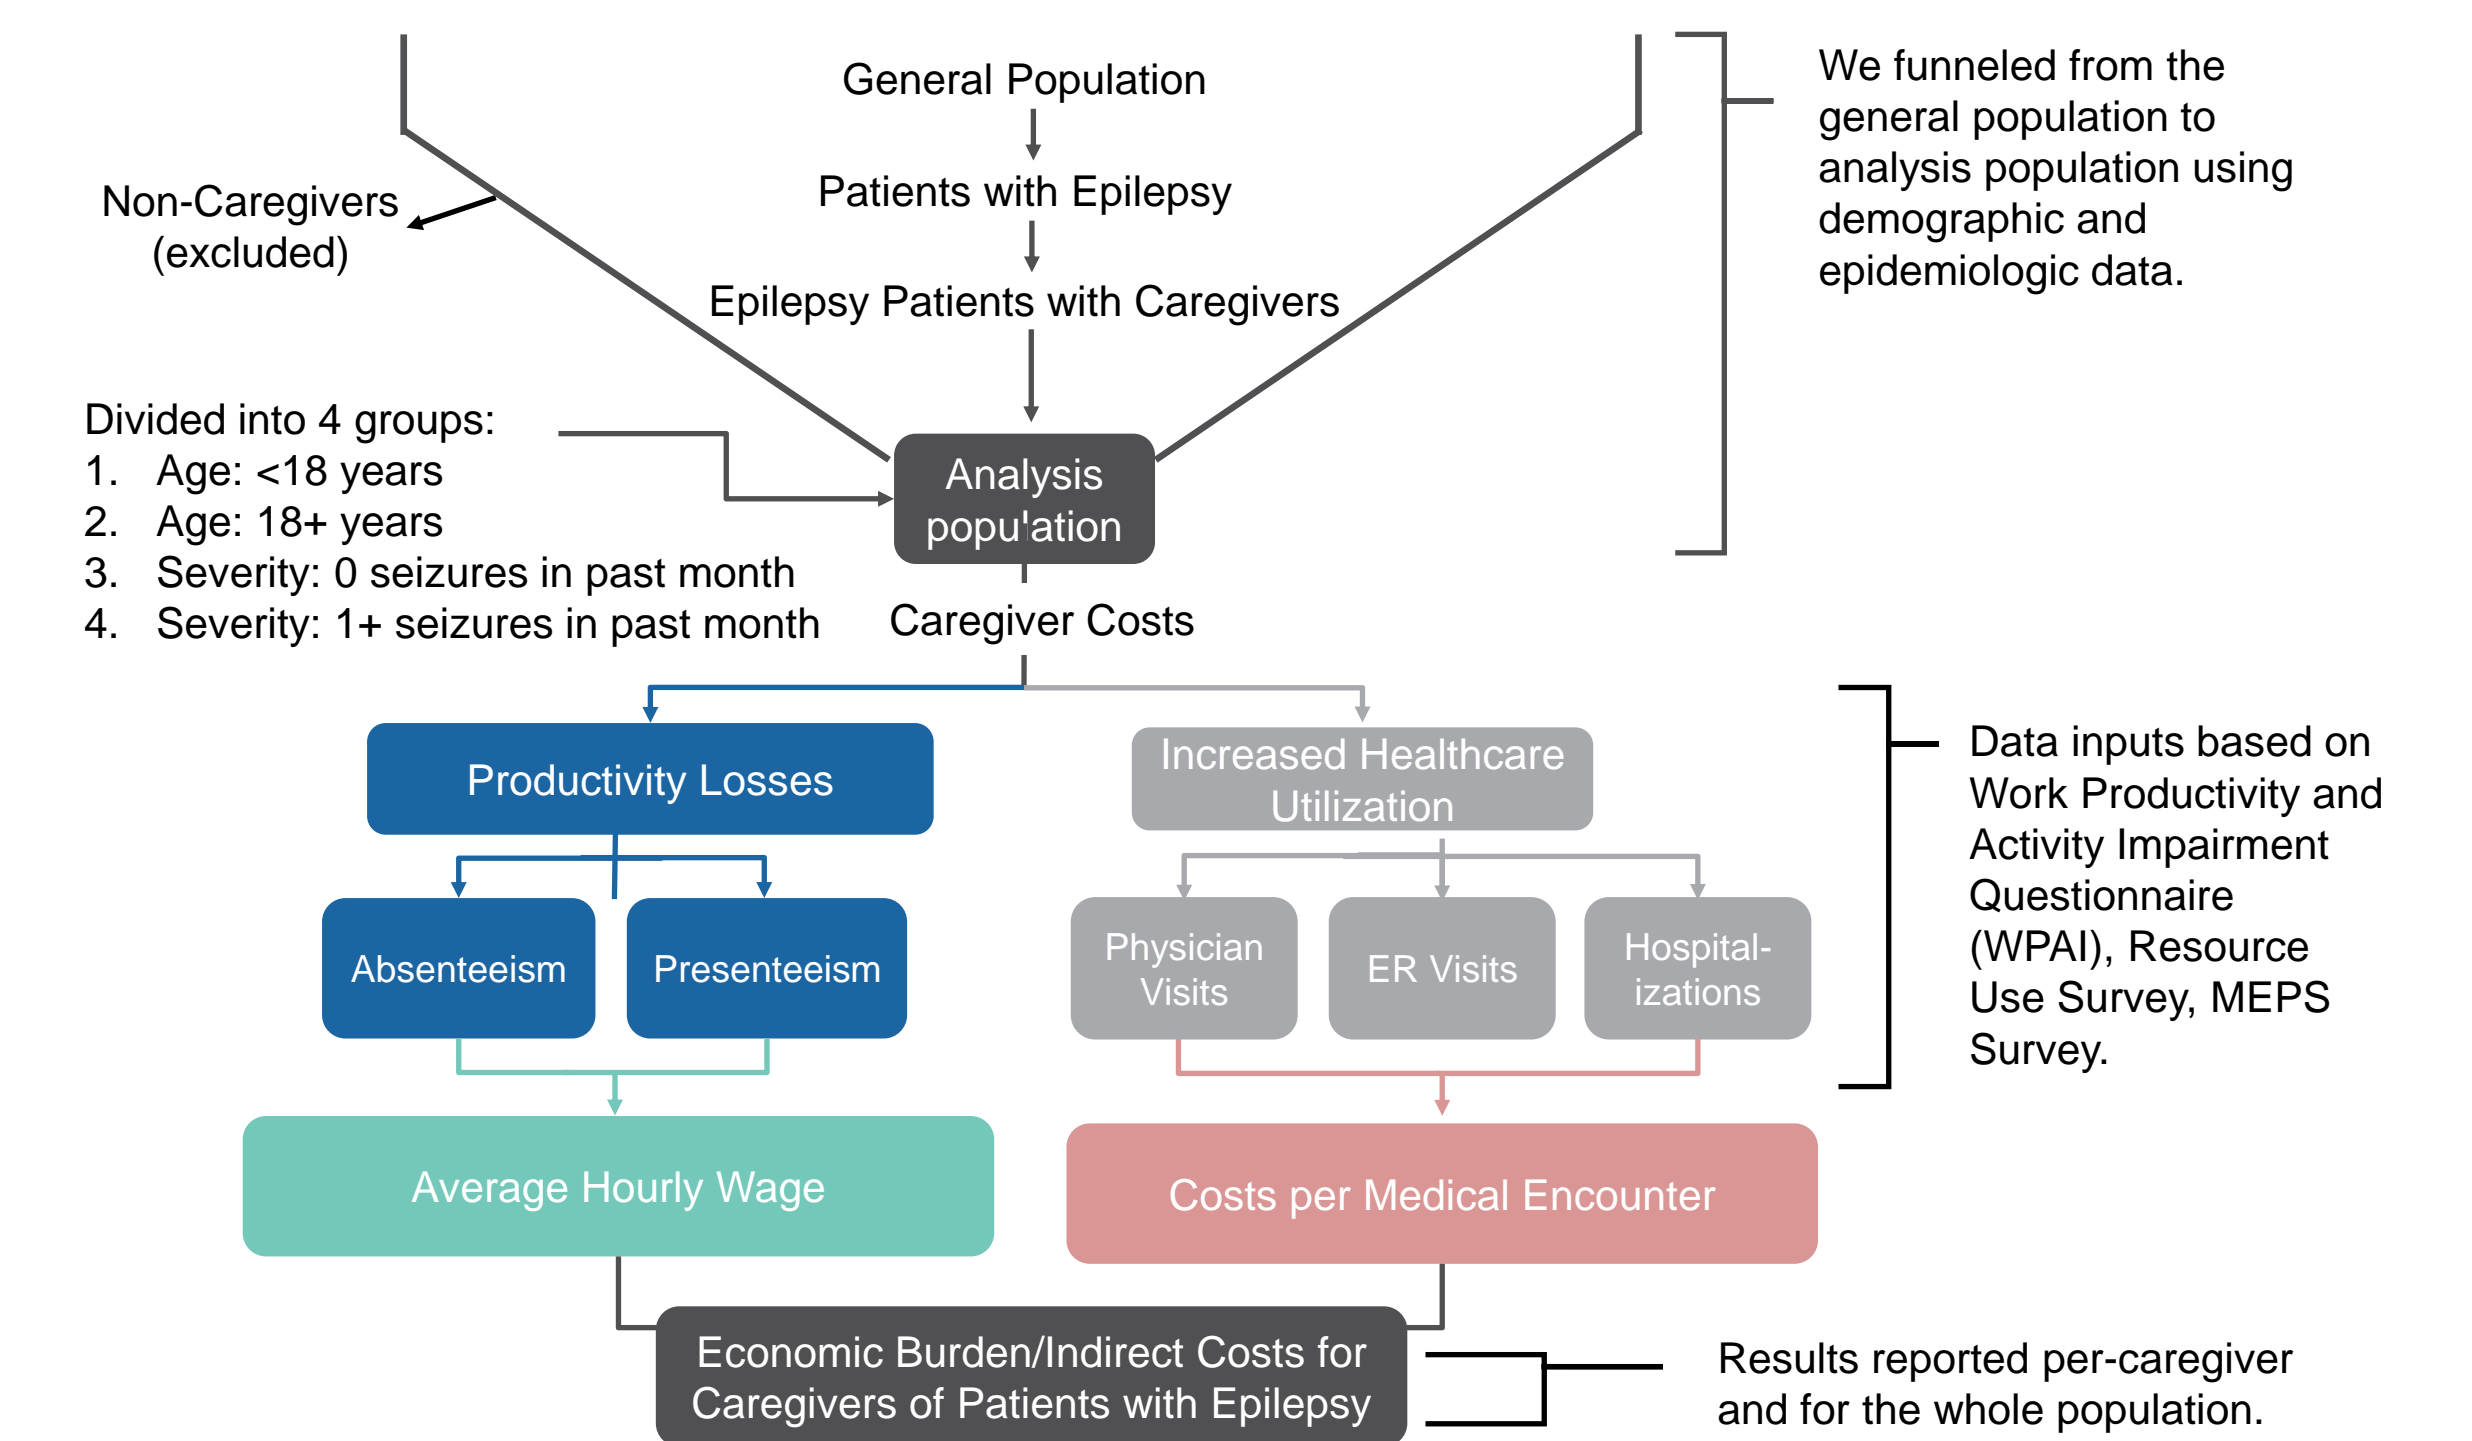 General Population
We funneled from the
general population to
analysis population using
demographic and
epidemiologic data.
Patients with Epilepsy
Non-Caregivers
(excluded)
Epilepsy Patients with Caregivers
Divided into 4 groups:
1. Age: <18 years
2. Age: 18+ years
3. Severity: 0 seizures in past month
4. Severity: 1+ seizures in past month
Analysis
population
Caregiver Costs
Productivity Losses
Increased Healthcare
Utilization
Data inputs based on
Work Productivity and
Activity Impairment
Questionnaire
(WPAI), Resource
Use Survey, MEPS
Survey.
Absenteeism
Presenteeism
Physician
Visits
ER Visits
Hospital-
izations
Average Hourly Wage
Costs per Medical Encounter
Economic Burden/Indirect Costs for
Caregivers of Patients with Epilepsy
Results reported per-caregiver
and for the whole population.